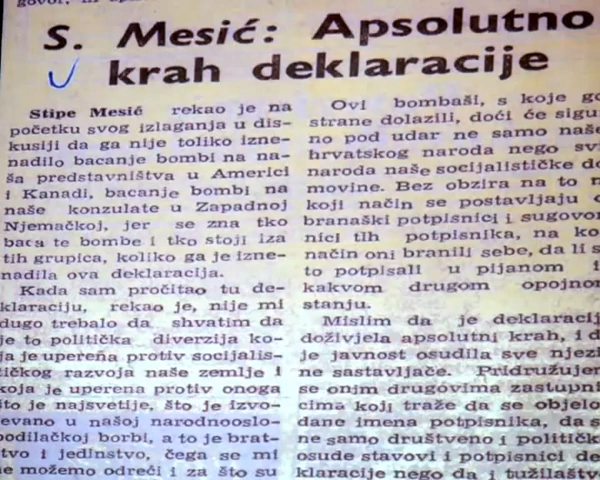 S. Mesić: Apsolutno
krah deklaracije
Stipe Mesić rekao je na
početku svog izlaganja u dis-
kusiji da ga nije toliko izne-
nadilo bacanje bombi na na-
ša predstavništva u Americi
i Kanadi, bacanje bombi na
naše konzulate u Zapadnoj
Njemačkoj, jer se zna tko
baca te bombe i tko stoji iza
tih grupica, koliko ga je izne-
nadila ova deklaracija.
Kada sam pročitao tu de-
klaraciju, rekao je, nije mi
dugo trebalo da shvatim da
je to politička diverzija ko-
ja je uperena protiv socijalis-
tičkog razvoja naše zemlje i
koja je uperena protiv onoga
što je najsvetije, što je izvo-
evano u našoj narodnooslo-
bodilačkoj borbi, a to je brat-
tvo i jedinstvo, čega se mi
ne možemo odreći i za što su
Ovi bombaši, s koje go
strane dolazili, doći će sigu
no pod udar ne samo naše
hrvatskog naroda nego svi
naroda naše socijalističke do
movine. Bez obzira na to n
koji način se postavljaju o
branaški potpisnici i sugovor
nici tih potpisnika, na ko
način oni branili sebe, da li s
to potpisali u pijanom i
kakvom drugom opojnom
stanju.
Mislim da je deklaracij
doživjela apsolutni krah, i d
je javnost osudila sve njezi
ne sastavljače. Pridružujem
se onim drugovima zastupni
cima koji traže da se objelo
dane imena potpisnika, da s
ne samo društveno i političk
osude stavovi i potpisnici de
klaracije nego da i tužilaštv